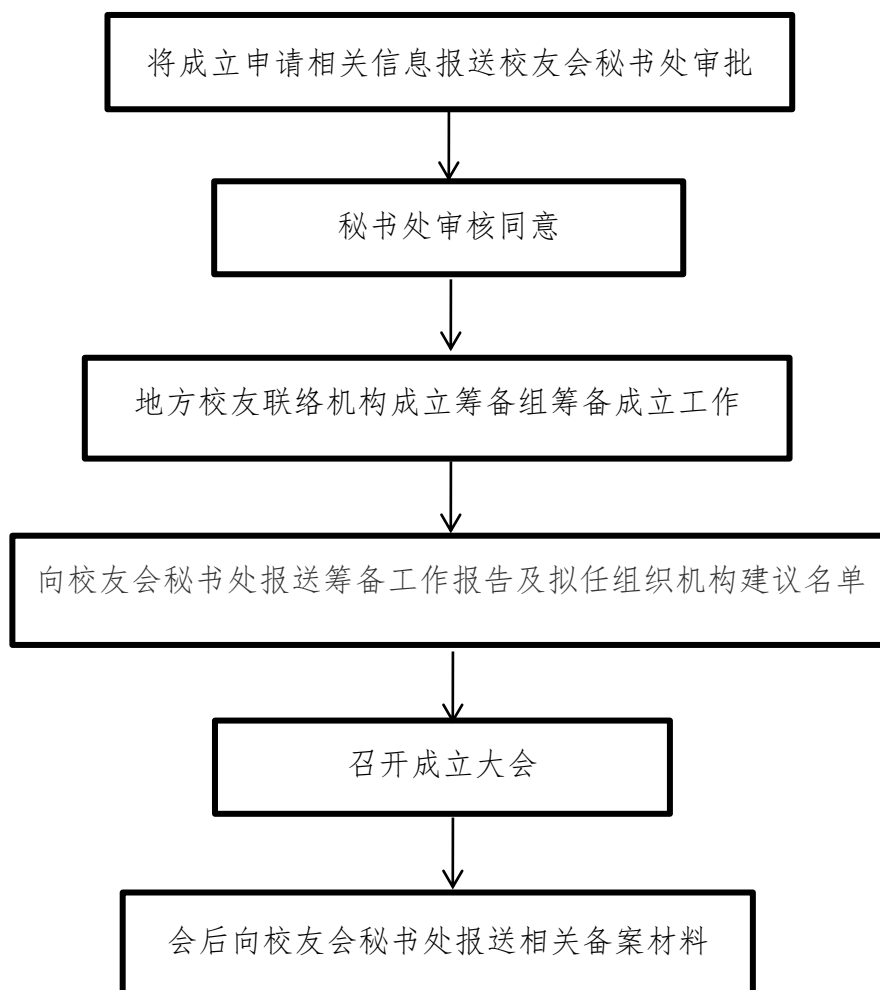 将成立申请相关信息报送校友会秘书处审批
秘书处审核同意
地方校友联络机构成立筹备组筹备成立工作
向校友会秘书处报送筹备工作报告及拟任组织机构建议名单
召开成立大会
会后向校友会秘书处报送相关备案材料